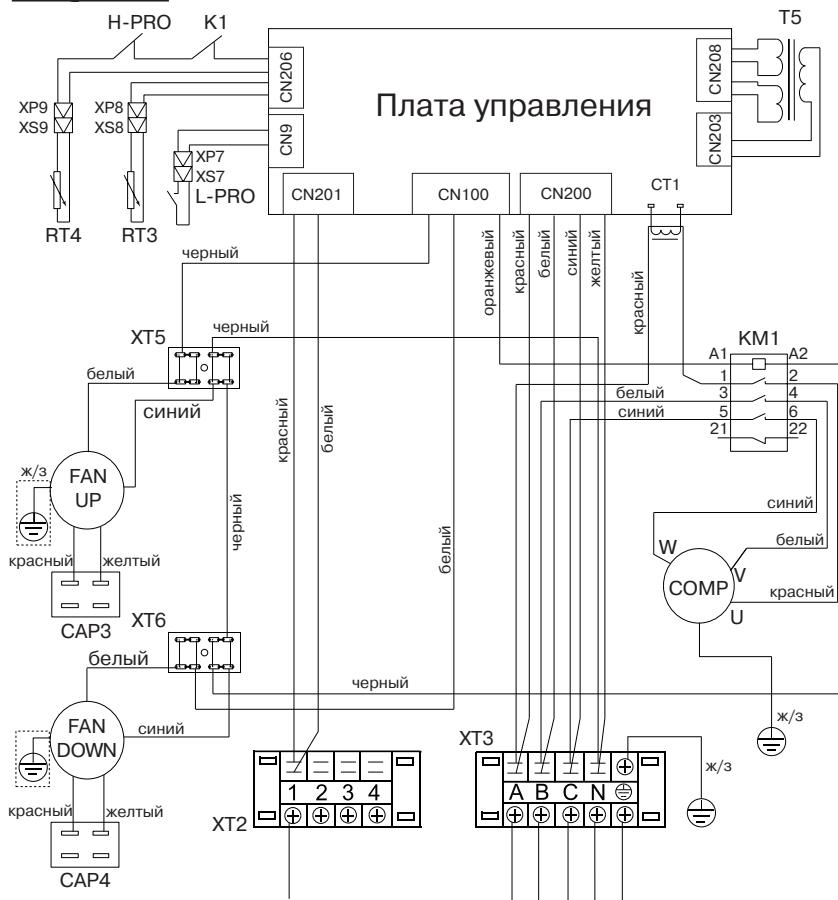 H-PRO
K1
T5
CN206
CN208
XP9
XS9
XP8
XS8
Плата управления
CN9
CN203
XP7
XS7
L-PRO
CN201
CN100
CN200
CT1
RT4
RT3
черный
оранжевый
красный
белый
синий
желтый
красный
XT5
черный
KM1
A1
A2
1
2
белый
3
4
синий
5
6
21
22
белый
синий
красный
белый
ж/з
FAN
UP
черный
белый
синий
белый
W
V
COMP
красный
U
красный
желтый
CAP3
XT6
белый
черный
ж/з
FAN
DOWN
синий
XT3
ж/з
1 2 3 4
A B C N
красный
желтый
XT2
CAP4